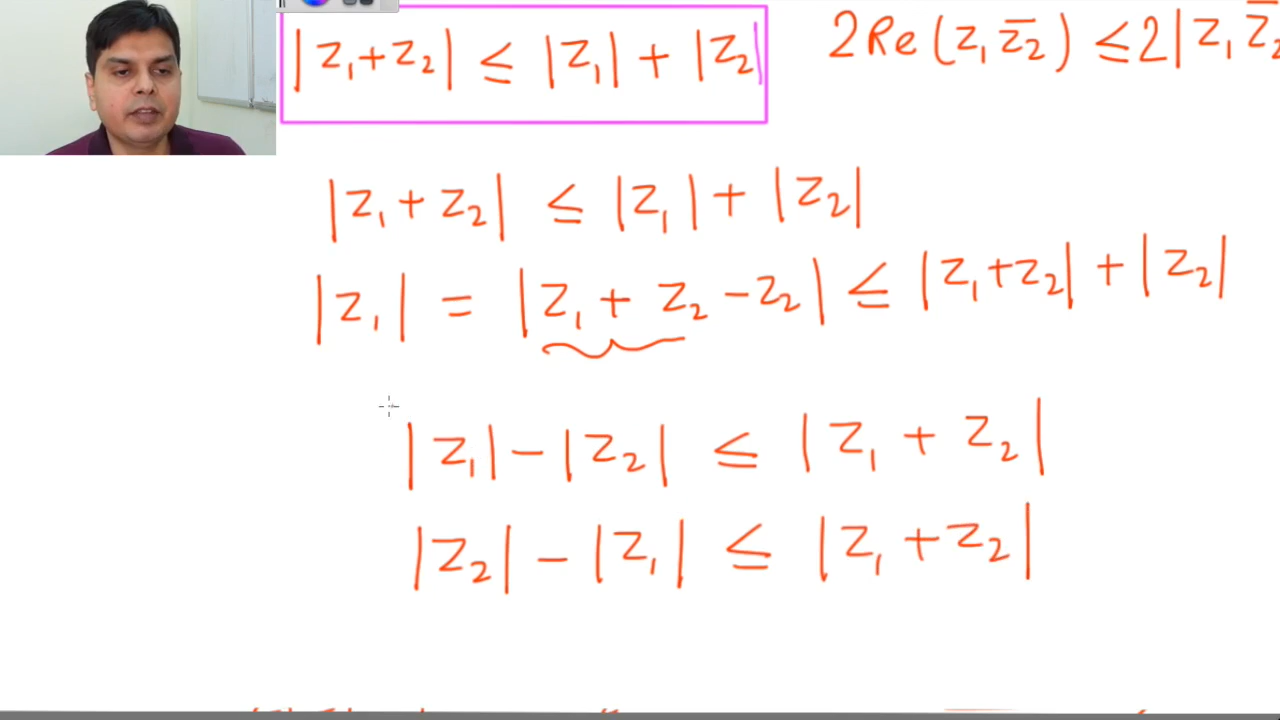 |z₁+z₂| ≤ |z₁| + |z₂|
2Re(z₁z̅₂) ≤ 2|z₁z̅₂
|z₁ + z₂| ≤ |z₁| + |z₂|
|z₁| = |z₁ + z₂ - z₂| ≤ |z₁+z₂| + |z₂|
|z₁| - |z₂| ≤ |z₁ + z₂|
|z₂| - |z₁| ≤ |z₁ + z₂|